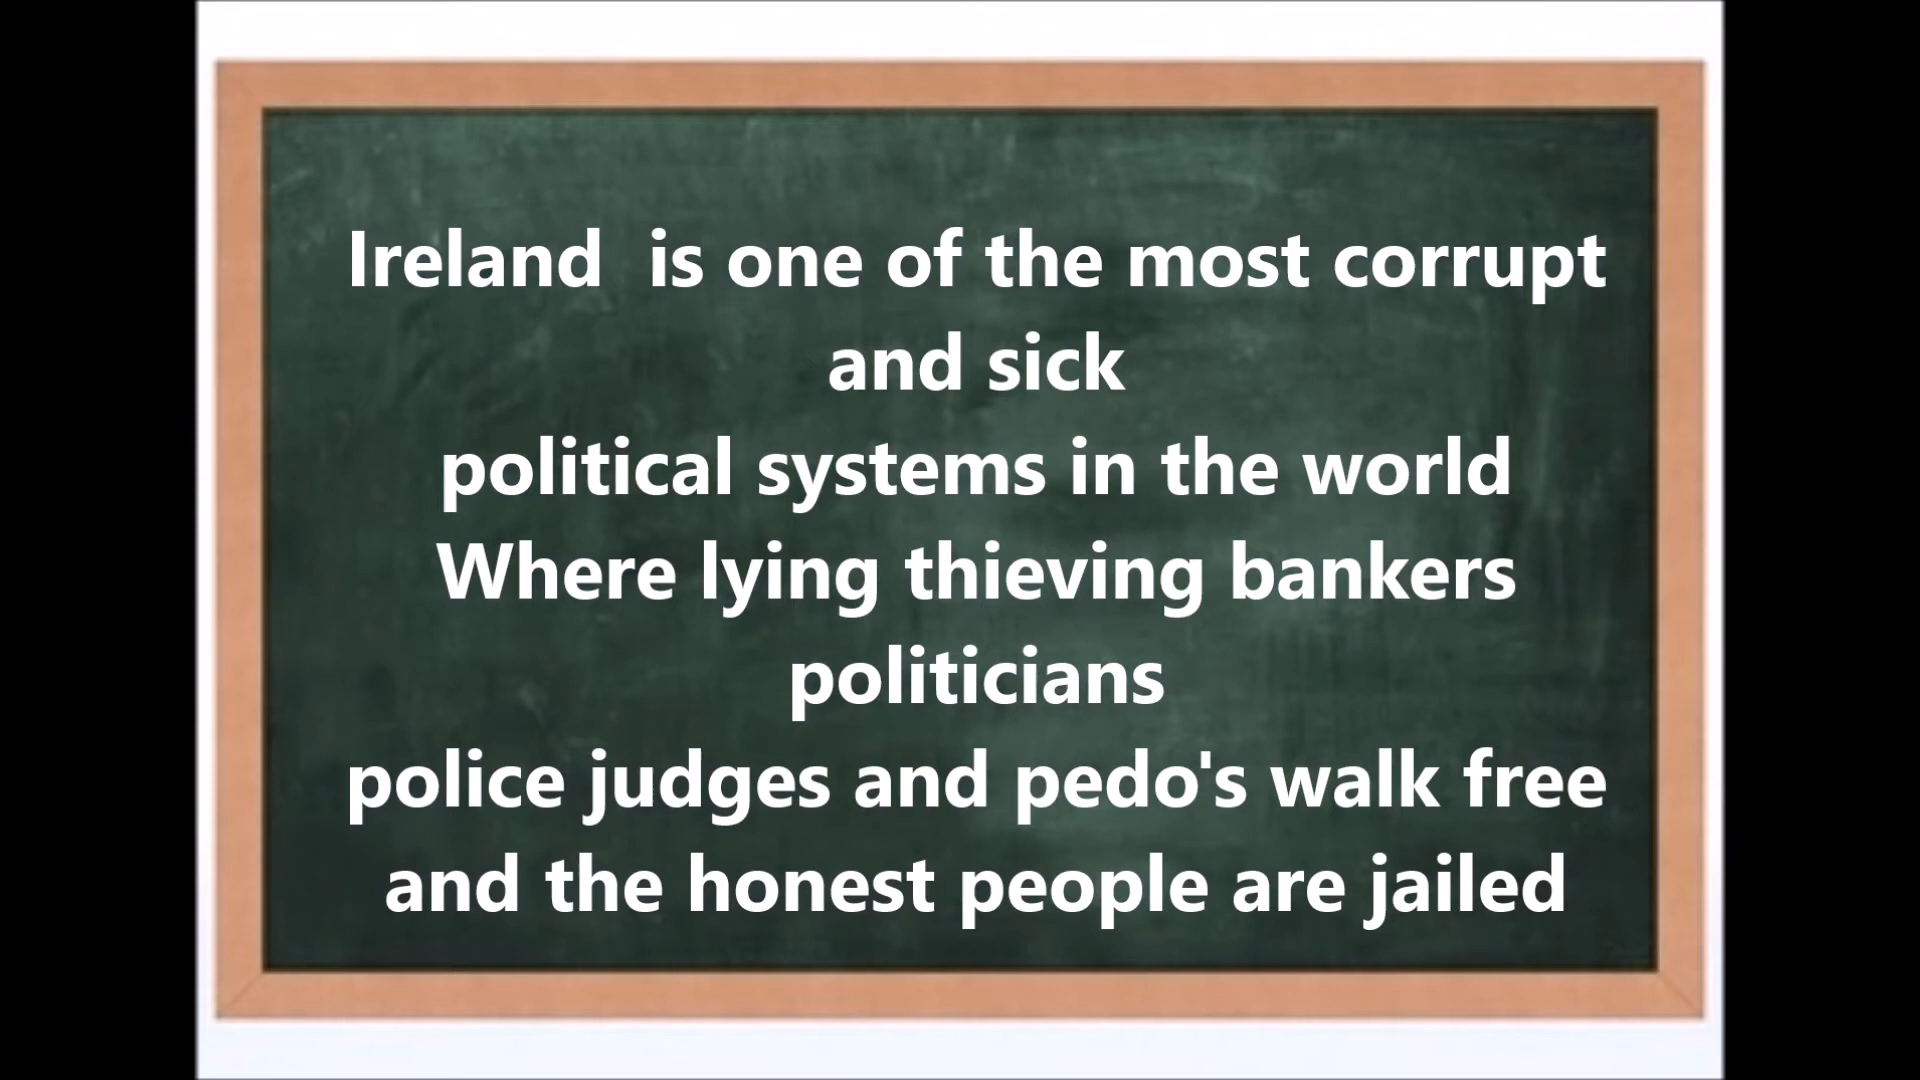 Ireland  is one of the most corrupt
and sick
political systems in the world
Where lying thieving bankers
politicians
police judges and pedo's walk free
and the honest people are jailed